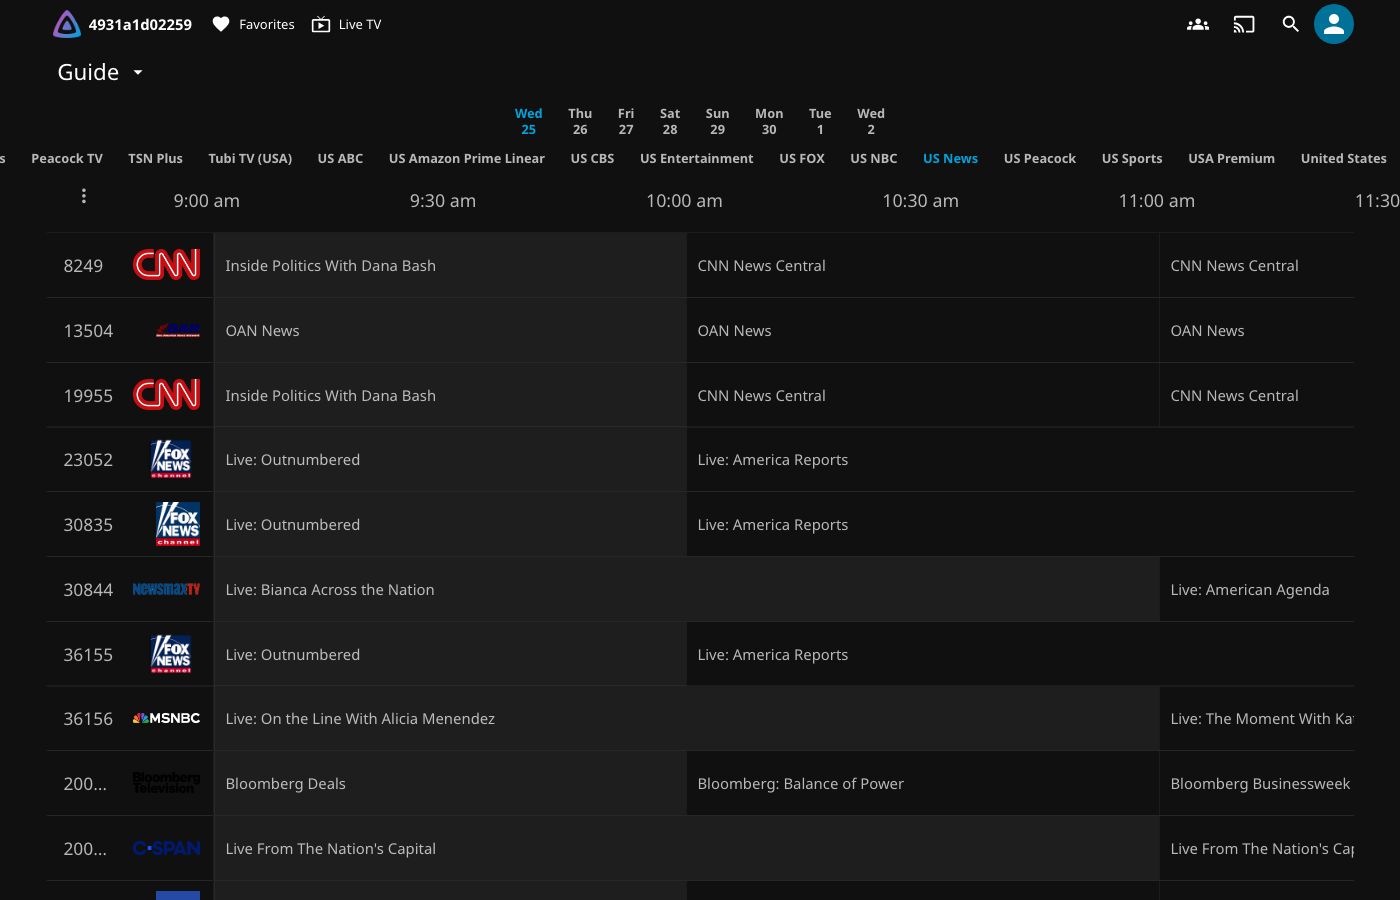 4931a1d02259 Favorites Live TV
Guide
Wed Thu Fri Sat Sun Mon Tue Wed
25 26 27 28 29 30 1 2
s Peacock TV TSN Plus Tubi TV (USA) US ABC US Amazon Prime Linear US CBS US Entertainment US FOX US NBC US News US Peacock US Sports USA Premium United States
9:00 am 9:30 am 10:00 am 10:30 am 11:00 am 11:30
8249 CNN Inside Politics With Dana Bash CNN News Central CNN News Central
13504 OAN News OAN News OAN News
19955 CNN Inside Politics With Dana Bash CNN News Central CNN News Central
23052 FOX NEWS channel Live: Outnumbered Live: America Reports
30835 FOX NEWS channel Live: Outnumbered Live: America Reports
30844 NewsmaxTV Live: Bianca Across the Nation Live: American Agenda
36155 FOX NEWS channel Live: Outnumbered Live: America Reports
36156 MSNBC Live: On the Line With Alicia Menendez Live: The Moment With Kat
200... Bloomberg Television Bloomberg Deals Bloomberg: Balance of Power Bloomberg Businessweek
200... C-SPAN Live From The Nation's Capital Live From The Nation's Cap